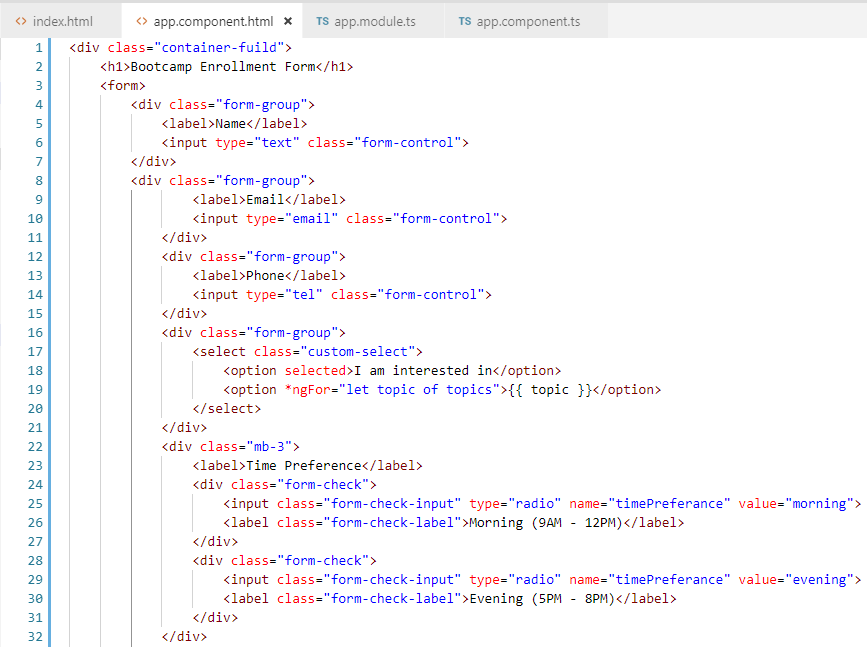 <> index.html <> app.component.html × TS app.module.ts TS app.component.ts
1 <div class="container-fuild">
2 <h1>Bootcamp Enrollment Form</h1>
3 <form>
4 <div class="form-group">
5 <label>Name</label>
6 <input type="text" class="form-control">
7 </div>
8 <div class="form-group">
9 <label>Email</label>
10 <input type="email" class="form-control">
11 </div>
12 <div class="form-group">
13 <label>Phone</label>
14 <input type="tel" class="form-control">
15 </div>
16 <div class="form-group">
17 <select class="custom-select">
18 <option selected>I am interested in</option>
19 <option *ngFor="let topic of topics">{{ topic }}</option>
20 </select>
21 </div>
22 <div class="mb-3">
23 <label>Time Preference</label>
24 <div class="form-check">
25 <input class="form-check-input" type="radio" name="timePreferance" value="morning">
26 <label class="form-check-label">Morning (9AM - 12PM)</label>
27 </div>
28 <div class="form-check">
29 <input class="form-check-input" type="radio" name="timePreferance" value="evening">
30 <label class="form-check-label">Evening (5PM - 8PM)</label>
31 </div>
32 </div>